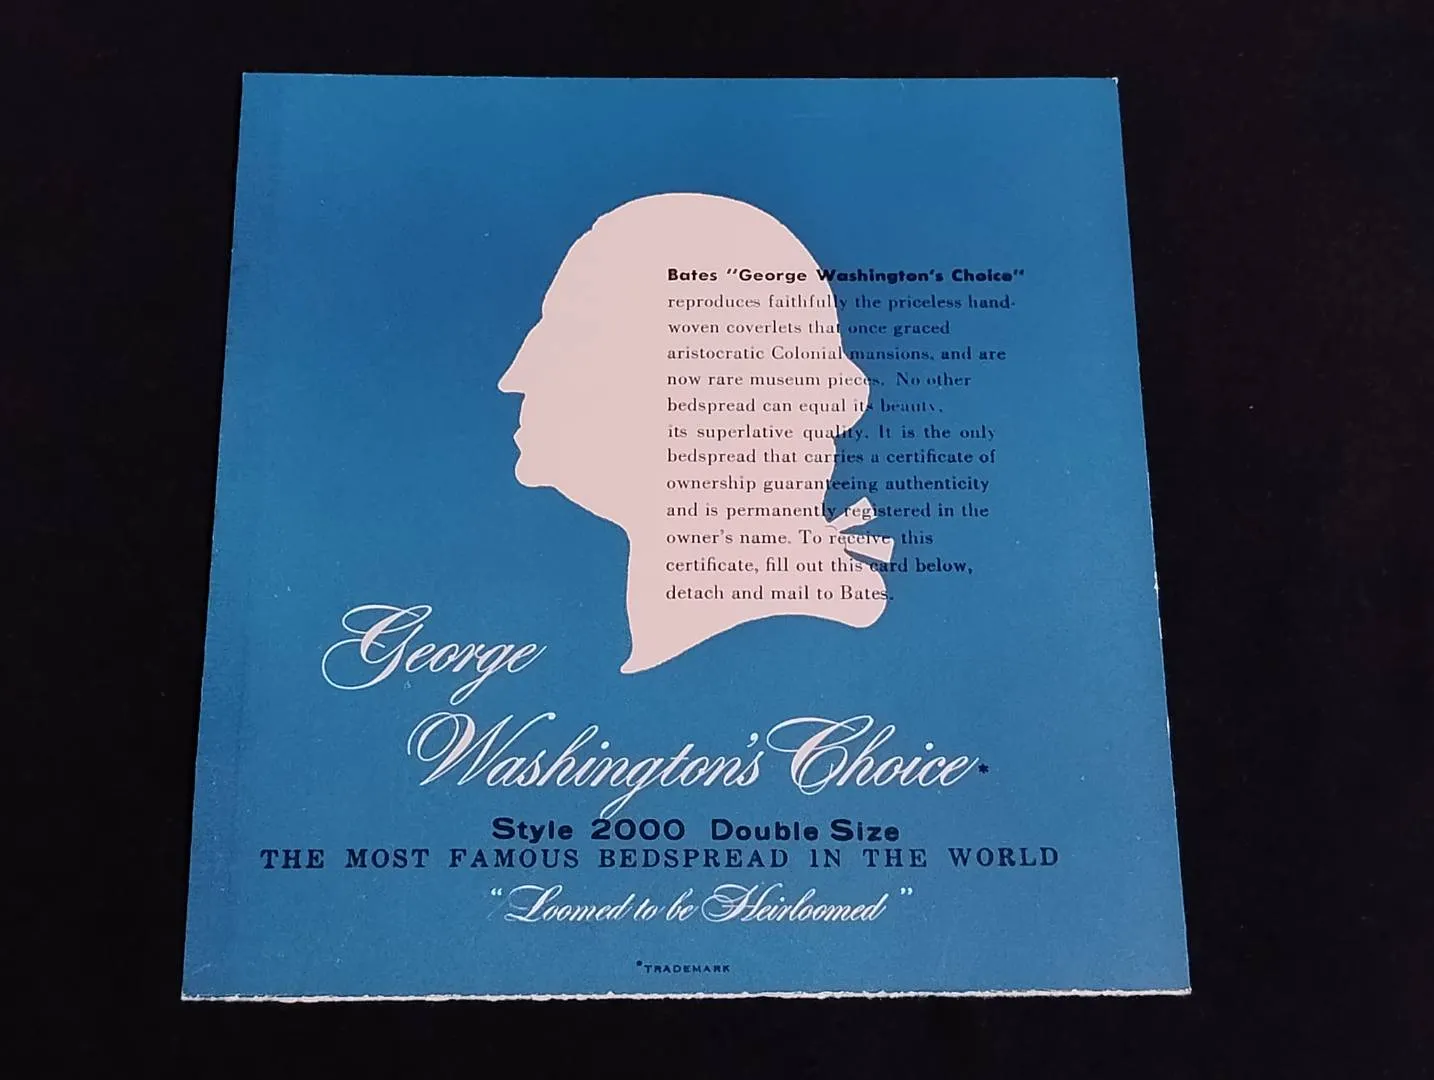 Bates "George Washington's Choice"
reproduces faithfully the priceless hand-
woven coverlets that once graced
aristocratic Colonial mansions, and are
now rare museum pieces. No other
bedspread can equal its beauty,
its superlative quality. It is the only
bedspread that carries a certificate of
ownership guaranteeing authenticity
and is permanently registered in the
owner's name. To receive this
certificate, fill out this card below,
detach and mail to Bates.
George
Washington's Choice*
Style 2000 Double Size
THE MOST FAMOUS BEDSPREAD IN THE WORLD
"Loomed to be Heirloomed"
*TRADEMARK